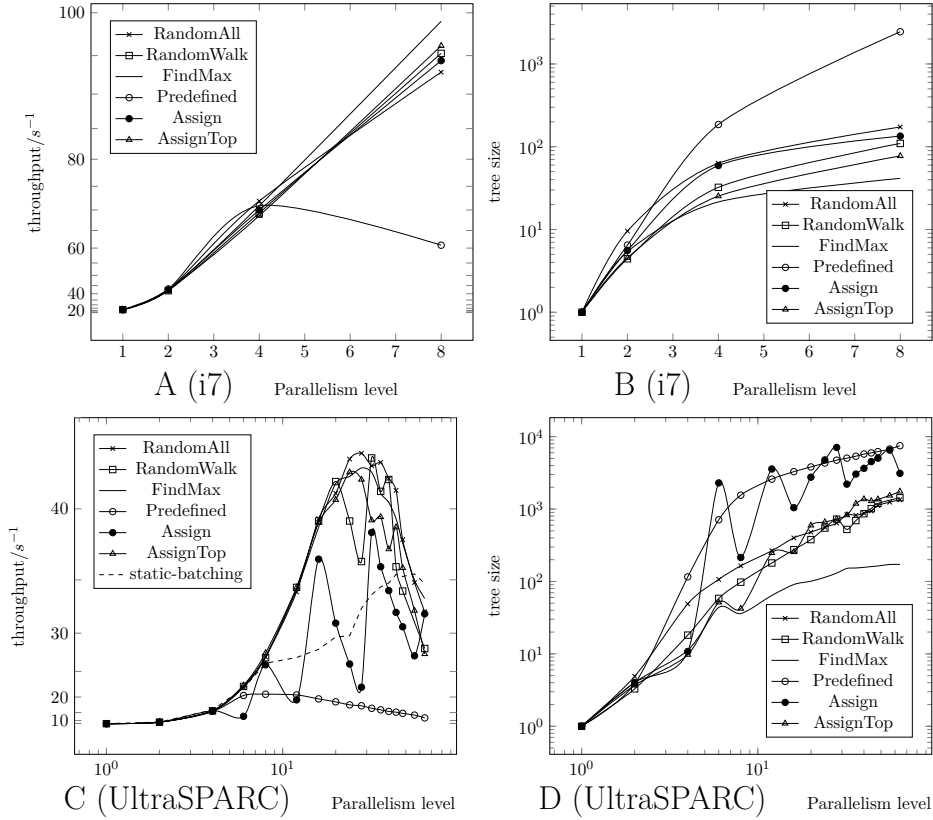 100
80
60
40
20
throughput/s⁻¹
RandomAll
RandomWalk
FindMax
Predefined
Assign
AssignTop
1 2 3 4 5 6 7 8
A (i7)
Parallelism level
10³
10²
10¹
10⁰
tree size
RandomAll
RandomWalk
FindMax
Predefined
Assign
AssignTop
1 2 3 4 5 6 7 8
B (i7)
Parallelism level
40
30
20
10
throughput/s⁻¹
RandomAll
RandomWalk
FindMax
Predefined
Assign
AssignTop
static-batching
10⁰ 10¹
C (UltraSPARC)
Parallelism level
10⁴
10³
10²
10¹
10⁰
tree size
RandomAll
RandomWalk
FindMax
Predefined
Assign
AssignTop
10⁰ 10¹
D (UltraSPARC)
Parallelism level